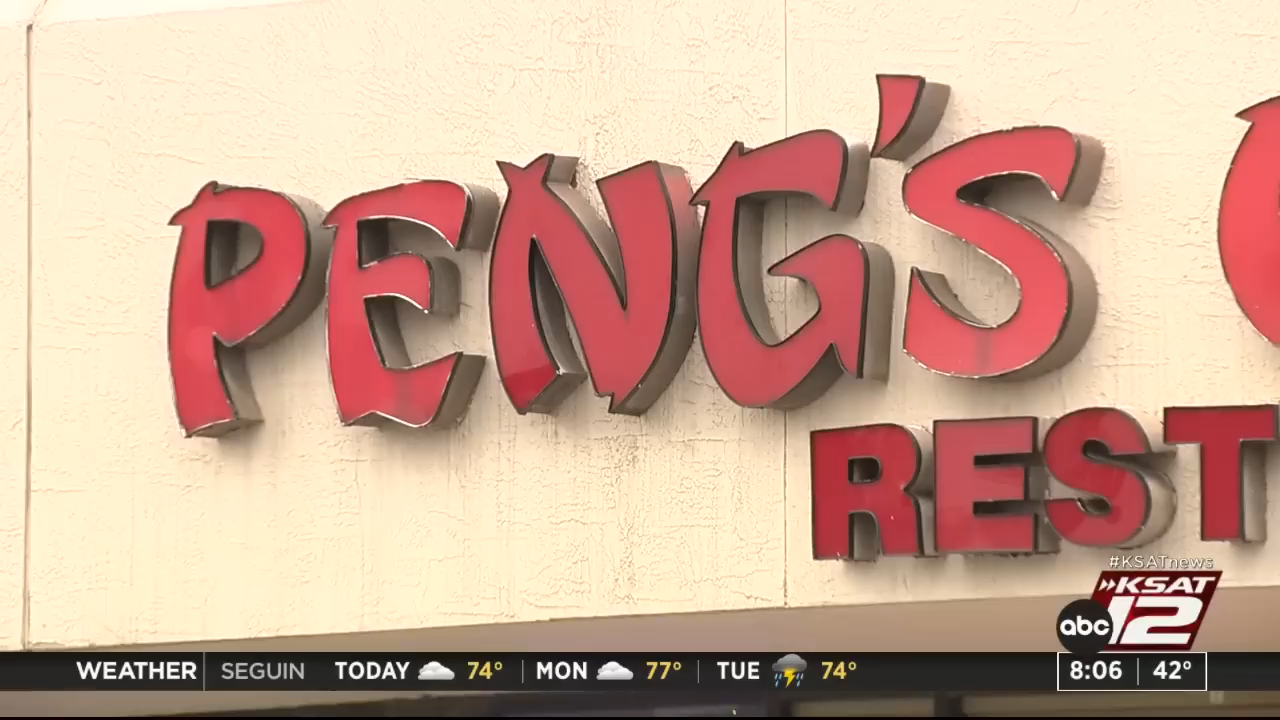 PENG'S
REST
#KSATnews
KSAT
abc 12
WEATHER SEGUIN TODAY 74° MON 77° TUE 74° 8:06 42°